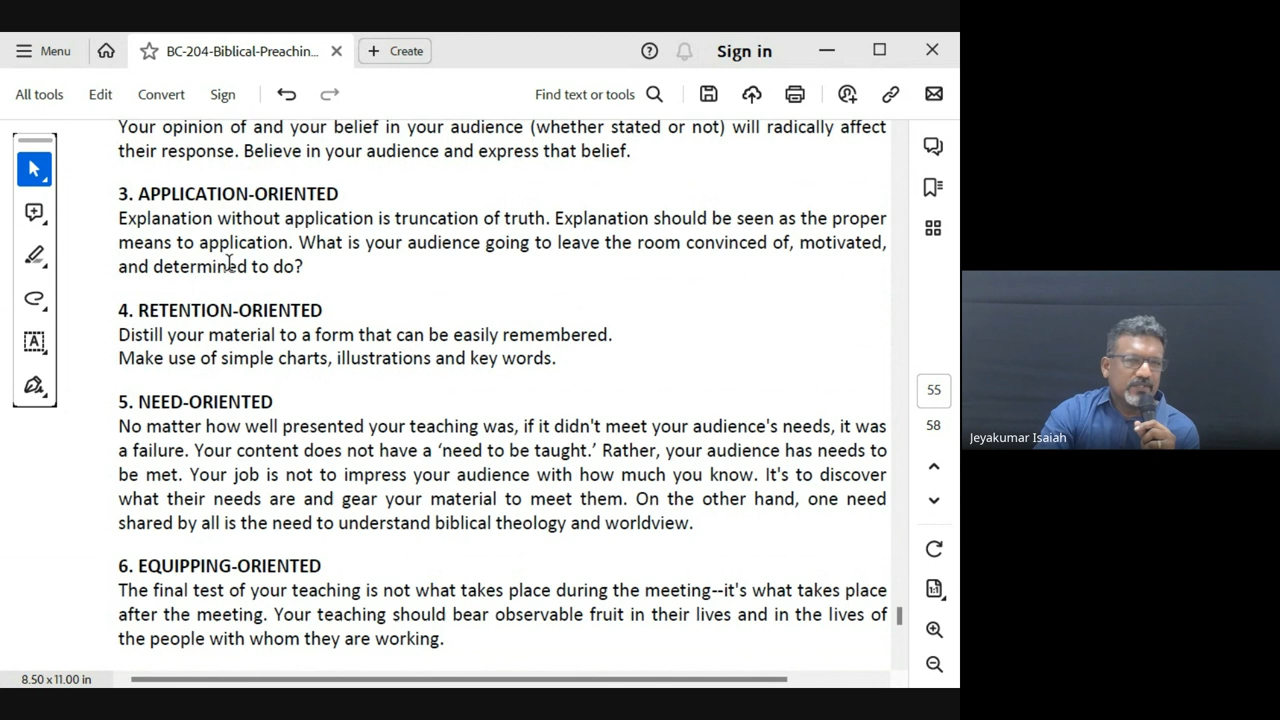 Menu
BC-204-Biblical-Preachin...
Create
Sign in
All tools
Edit
Convert
Sign
Find text or tools
Your opinion of and your belief in your audience (whether stated or not) will radically affect
their response. Believe in your audience and express that belief.
3. APPLICATION-ORIENTED
Explanation without application is truncation of truth. Explanation should be seen as the proper
means to application. What is your audience going to leave the room convinced of, motivated,
and determined to do?
4. RETENTION-ORIENTED
Distill your material to a form that can be easily remembered.
Make use of simple charts, illustrations and key words.
5. NEED-ORIENTED
No matter how well presented your teaching was, if it didn't meet your audience's needs, it was
a failure. Your content does not have a ‘need to be taught.’ Rather, your audience has needs to
be met. Your job is not to impress your audience with how much you know. It's to discover
what their needs are and gear your material to meet them. On the other hand, one need
shared by all is the need to understand biblical theology and worldview.
6. EQUIPPING-ORIENTED
The final test of your teaching is not what takes place during the meeting--it's what takes place
after the meeting. Your teaching should bear observable fruit in their lives and in the lives of
the people with whom they are working.
55
58
1:1
8.50 x 11.00 in
Jeyakumar Isaiah